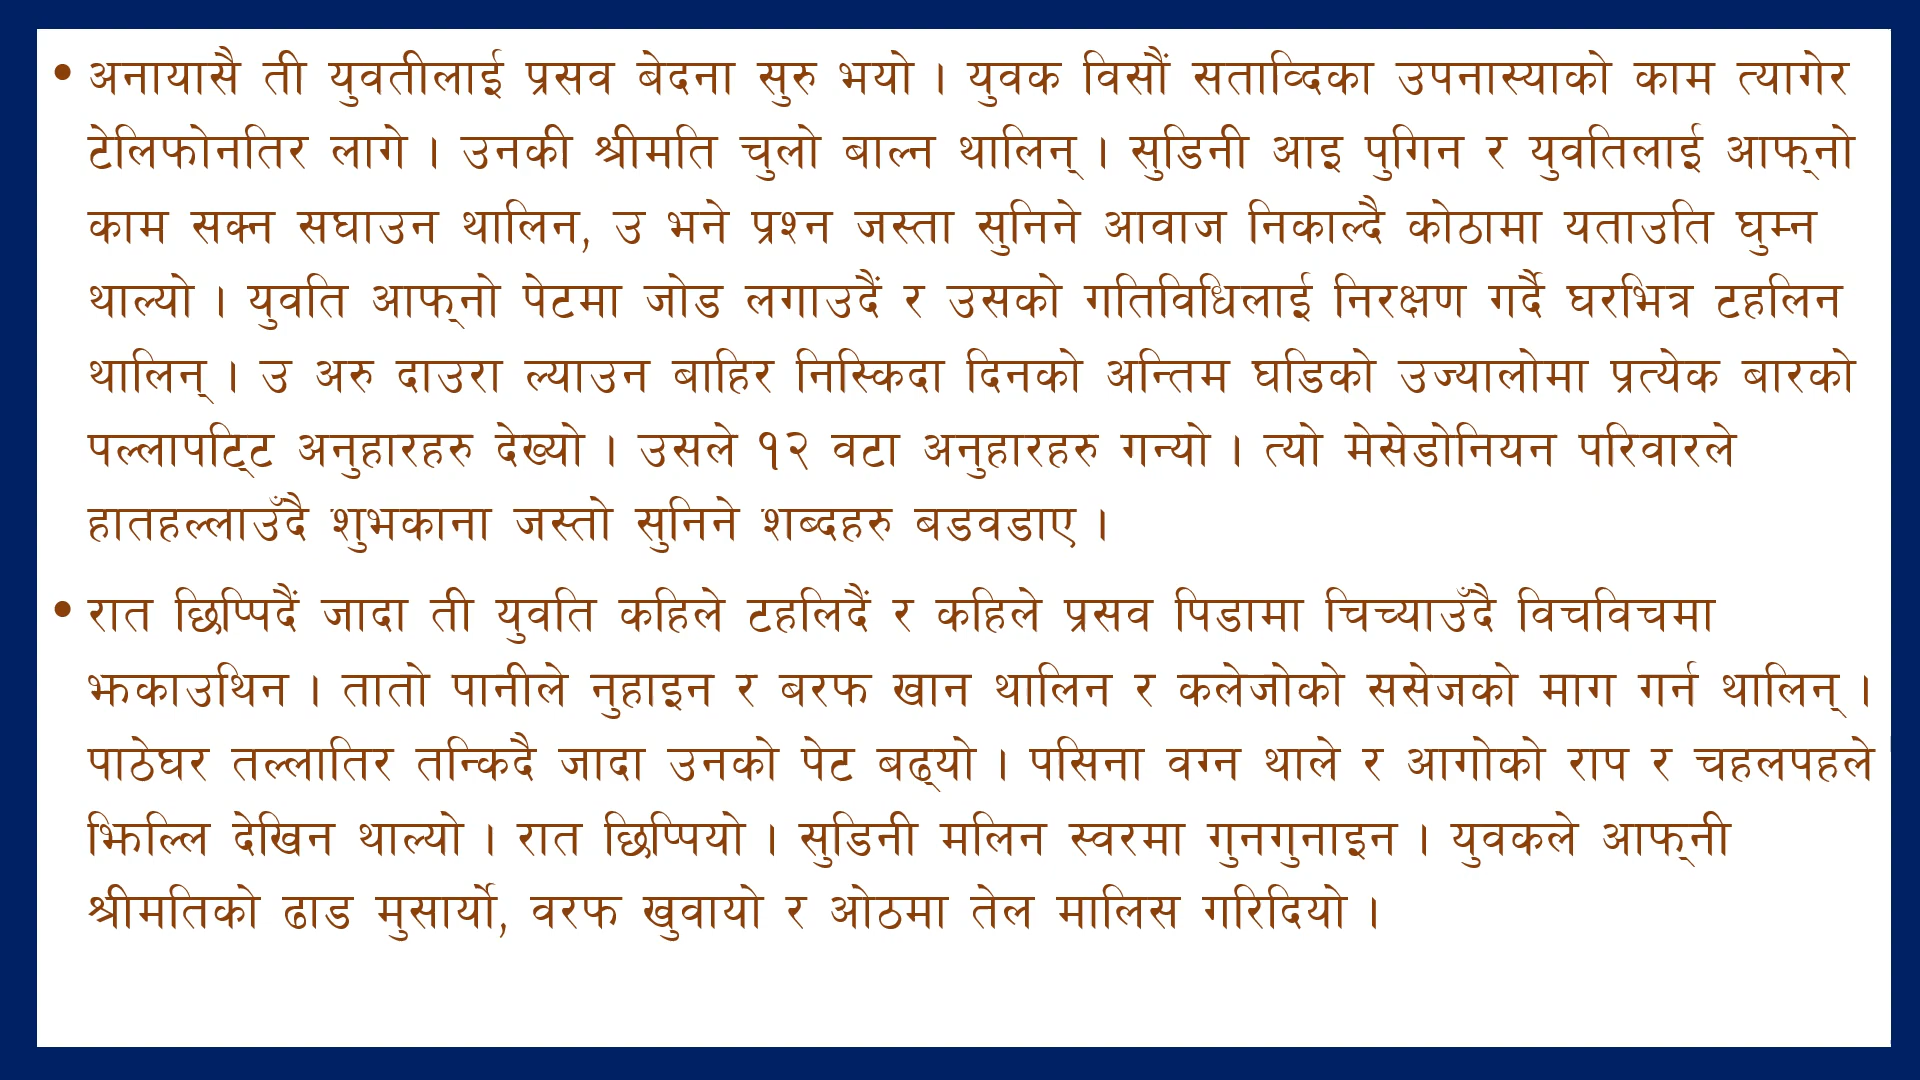 • अनायासै ती युवतीलाई प्रसव बेदना सुरु भयो । युवक विसौं सताव्दिका उपनास्याको काम त्यागेर
टेलिफोनतिर लागे । उनकी श्रीमति चुलो बाल्न थालिन् । सुडिनी आइ पुगिन र युवतिलाई आफ्‌नो
काम सक्न सघाउन थालिन, उ भने प्रश्न जस्ता सुनिने आवाज निकाल्दै कोठामा यताउति घुम्न
थाल्यो । युवति आफ्‌नो पेटमा जोड लगाउदैं र उसको गतिविधिलाई निरक्षण गर्दै घरभित्र टहलिन
थालिन् । उ अरु दाउरा ल्याउन बाहिर निस्किदा दिनको अन्तिम घडिको उज्यालोमा प्रत्येक बारको
पल्लापट्टि अनुहारहरु देख्यो । उसले १२ वटा अनुहारहरु गन्यो । त्यो मेसेडोनियन परिवारले
हातहल्लाउँदै शुभकाना जस्तो सुनिने शब्दहरु बडवडाए ।
• रात छिप्पिदैं जादा ती युवति कहिले टहलिदैं र कहिले प्रसव पिडामा चिच्याउँदै विचविचमा
झकाउथिन । तातो पानीले नुहाइन र बरफ खान थालिन र कलेजोको ससेजको माग गर्न थालिन् ।
पाठेघर तल्लातिर तन्किदै जादा उनको पेट बढ्यो । पसिना वग्न थाले र आगोको राप र चहलपहले
झिल्लि देखिन थाल्यो । रात छिप्पियो । सुडिनी मलिन स्वरमा गुनगुनाइन । युवकले आफ्‌नी
श्रीमतिको ढाड मुसार्यो, वरफ खुवायो र ओठमा तेल मालिस गरिदियो ।